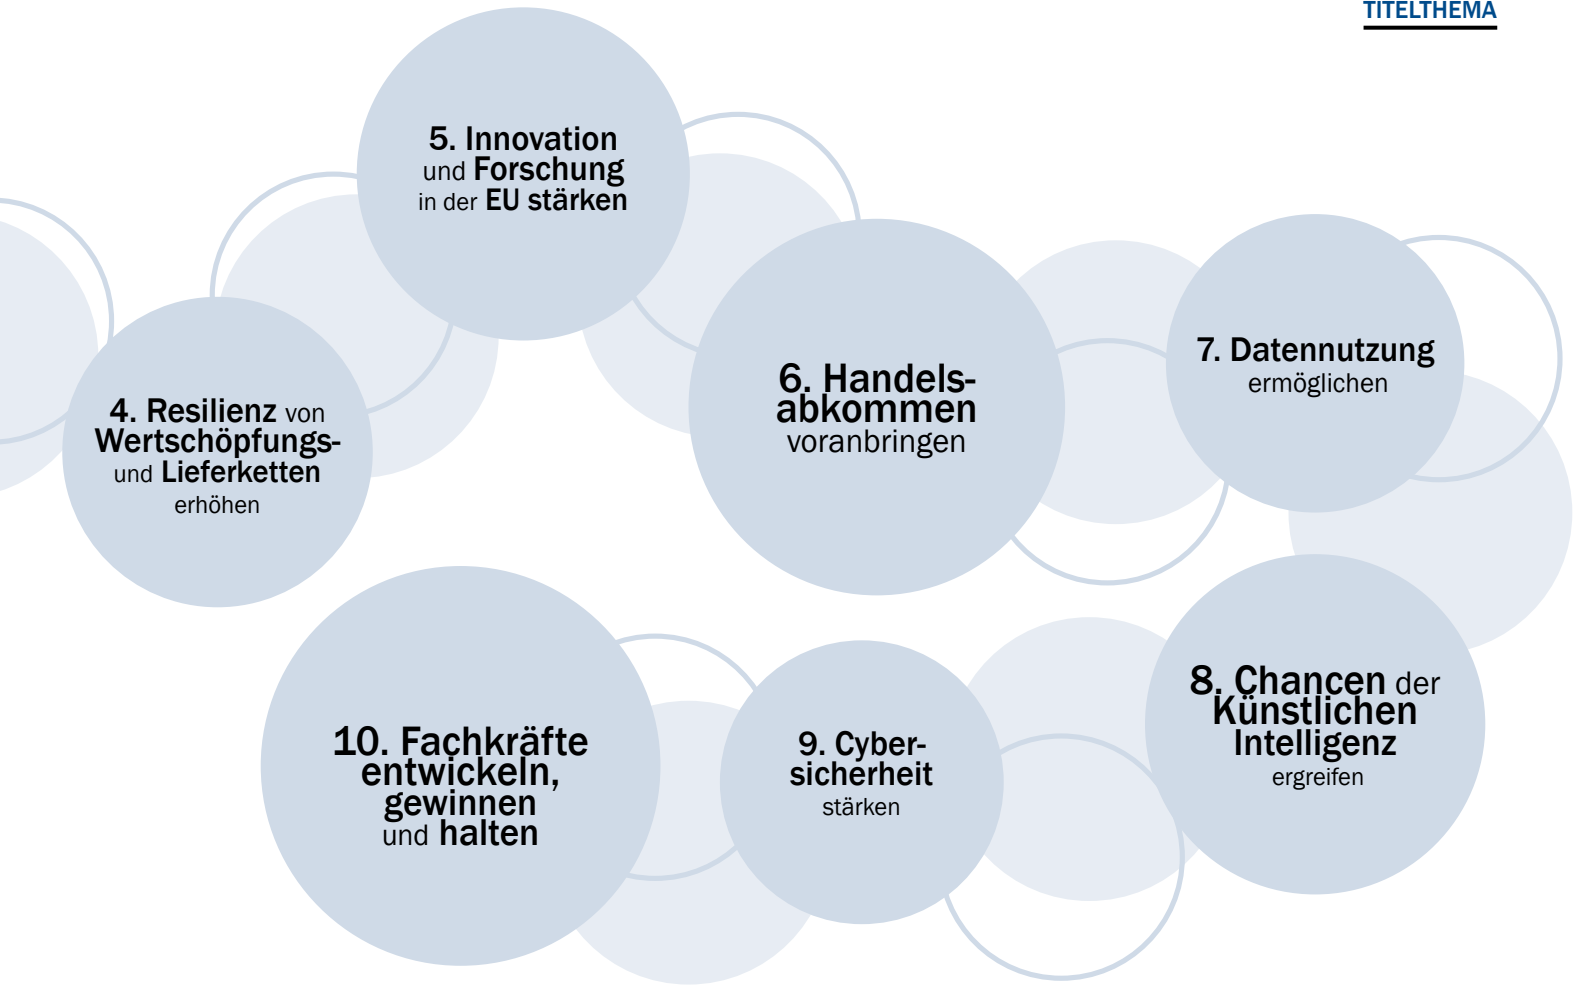 TITELTHEMA
4. Resilienz von
Wertschöpfungs-
und Lieferketten
erhöhen
5. Innovation
und Forschung
in der EU stärken
6. Handels-
abkommen
voranbringen
7. Datennutzung
ermöglichen
8. Chancen der
Künstlichen
Intelligenz
ergreifen
9. Cyber-
sicherheit
stärken
10. Fachkräfte
entwickeln,
gewinnen
und halten